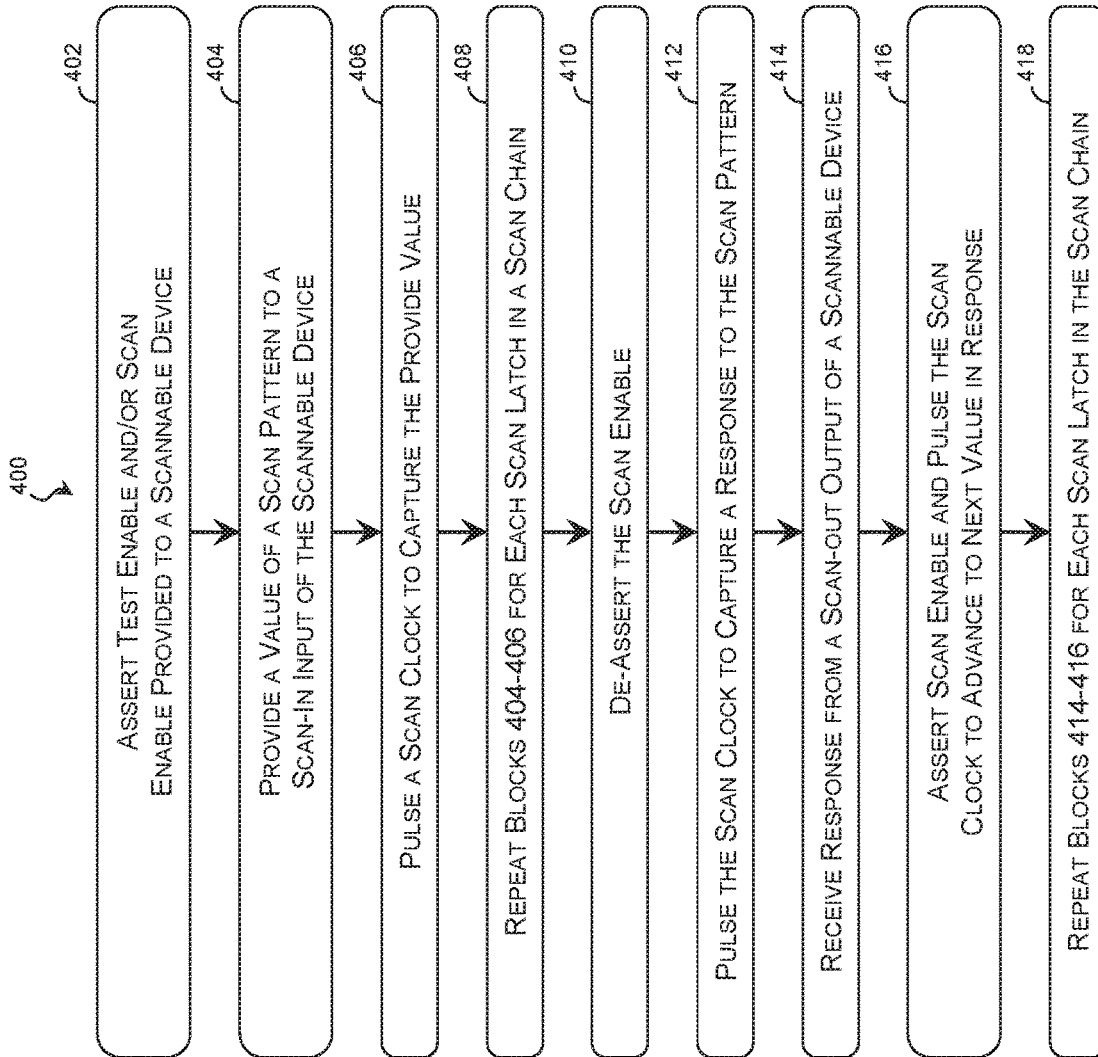 400
402
ASSERT TEST ENABLE AND/OR SCAN
ENABLE PROVIDED TO A SCANNABLE DEVICE
404
PROVIDE A VALUE OF A SCAN PATTERN TO A
SCAN-IN INPUT OF THE SCANNABLE DEVICE
406
PULSE A SCAN CLOCK TO CAPTURE THE PROVIDE VALUE
408
REPEAT BLOCKS 404-406 FOR EACH SCAN LATCH IN A SCAN CHAIN
410
DE-ASSERT THE SCAN ENABLE
412
PULSE THE SCAN CLOCK TO CAPTURE A RESPONSE TO THE SCAN PATTERN
414
RECEIVE RESPONSE FROM A SCAN-OUT OUTPUT OF A SCANNABLE DEVICE
416
ASSERT SCAN ENABLE AND PULSE THE SCAN
CLOCK TO ADVANCE TO NEXT VALUE IN RESPONSE
418
REPEAT BLOCKS 414-416 FOR EACH SCAN LATCH IN THE SCAN CHAIN